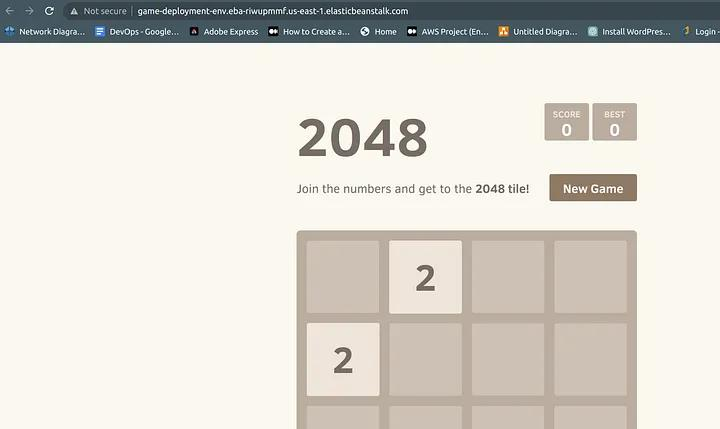 Not secure game-deployment-env.eba-riwupmmf.us-east-1.elasticbeanstalk.com
Network Diagra... DevOps - Google... Adobe Express How to Create a... Home AWS Project (En... Untitled Diagra... Install WordPres... Login -
2048
SCORE BEST
0 0
Join the numbers and get to the 2048 tile!
New Game
2
2